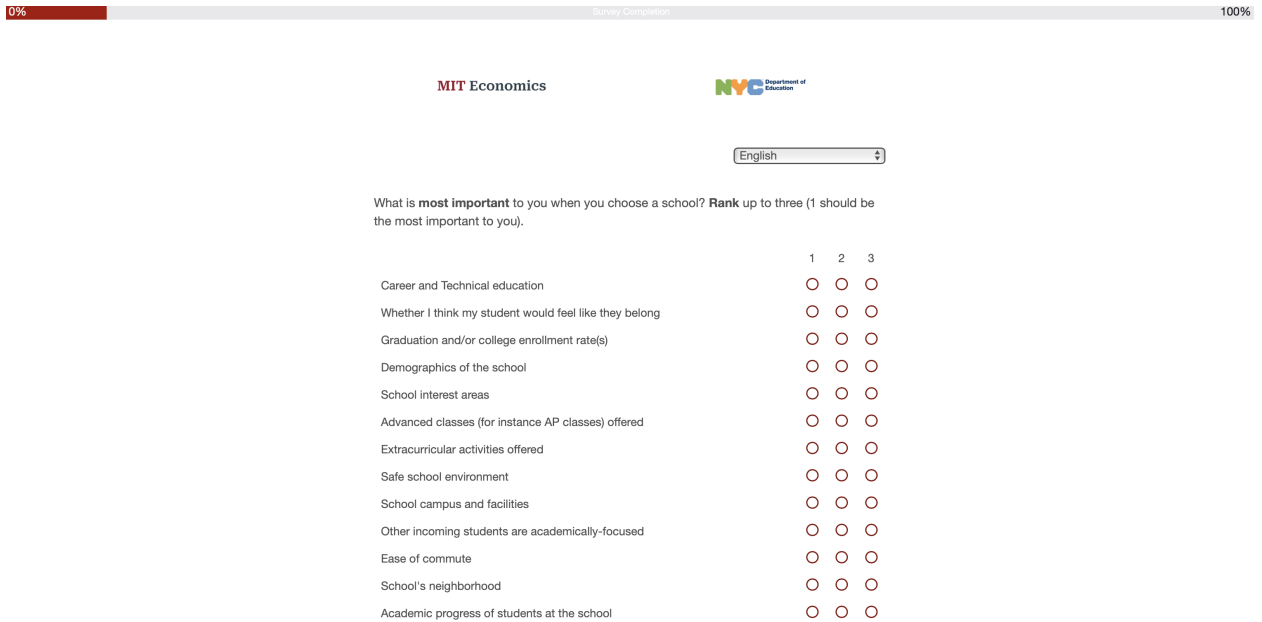 0% Survey Completion 100%
MIT Economics
NYC Department of
Education
English
What is most important to you when you choose a school? Rank up to three (1 should be
the most important to you).
1 2 3
Career and Technical education
Whether I think my student would feel like they belong
Graduation and/or college enrollment rate(s)
Demographics of the school
School interest areas
Advanced classes (for instance AP classes) offered
Extracurricular activities offered
Safe school environment
School campus and facilities
Other incoming students are academically-focused
Ease of commute
School's neighborhood
Academic progress of students at the school